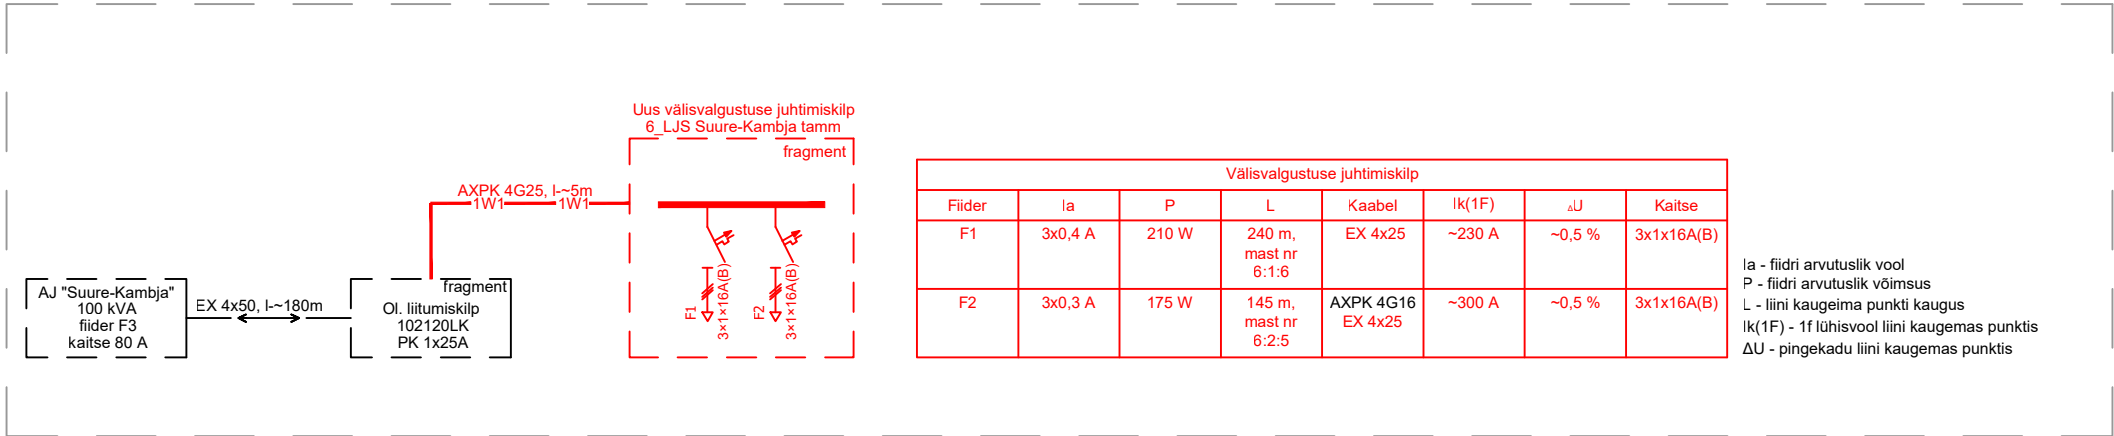 Uus välisvalgustuse juhtimiskilp
6_LJS Suure-Kambja tamm
fragment
AXPK 4G25, l-~5m
1W1
1W1
F1
3×1×16A(B)
F2
3×1×16A(B)
AJ "Suure-Kambja"
100 kVA
fiider F3
kaitse 80 A
EX 4x50, l-~180m
fragment
Ol. liitumiskilp
102120LK
PK 1x25A
Välisvalgustuse juhtimiskilp
Fiider Ia P L Kaabel Ik(1F) ΔU Kaitse
F1 3x0,4 A 210 W 240 m, EX 4x25 ~230 A ~0,5 % 3x1x16A(B)
mast nr
6:1:6
F2 3x0,3 A 175 W 145 m, AXPK 4G16 ~300 A ~0,5 % 3x1x16A(B)
mast nr EX 4x25
6:2:5
Ia - fiidri arvutuslik vool
P - fiidri arvutuslik võimsus
L - liini kaugeima punkti kaugus
Ik(1F) - 1f lühisvool liini kaugemas punktis
ΔU - pingekadu liini kaugemas punktis